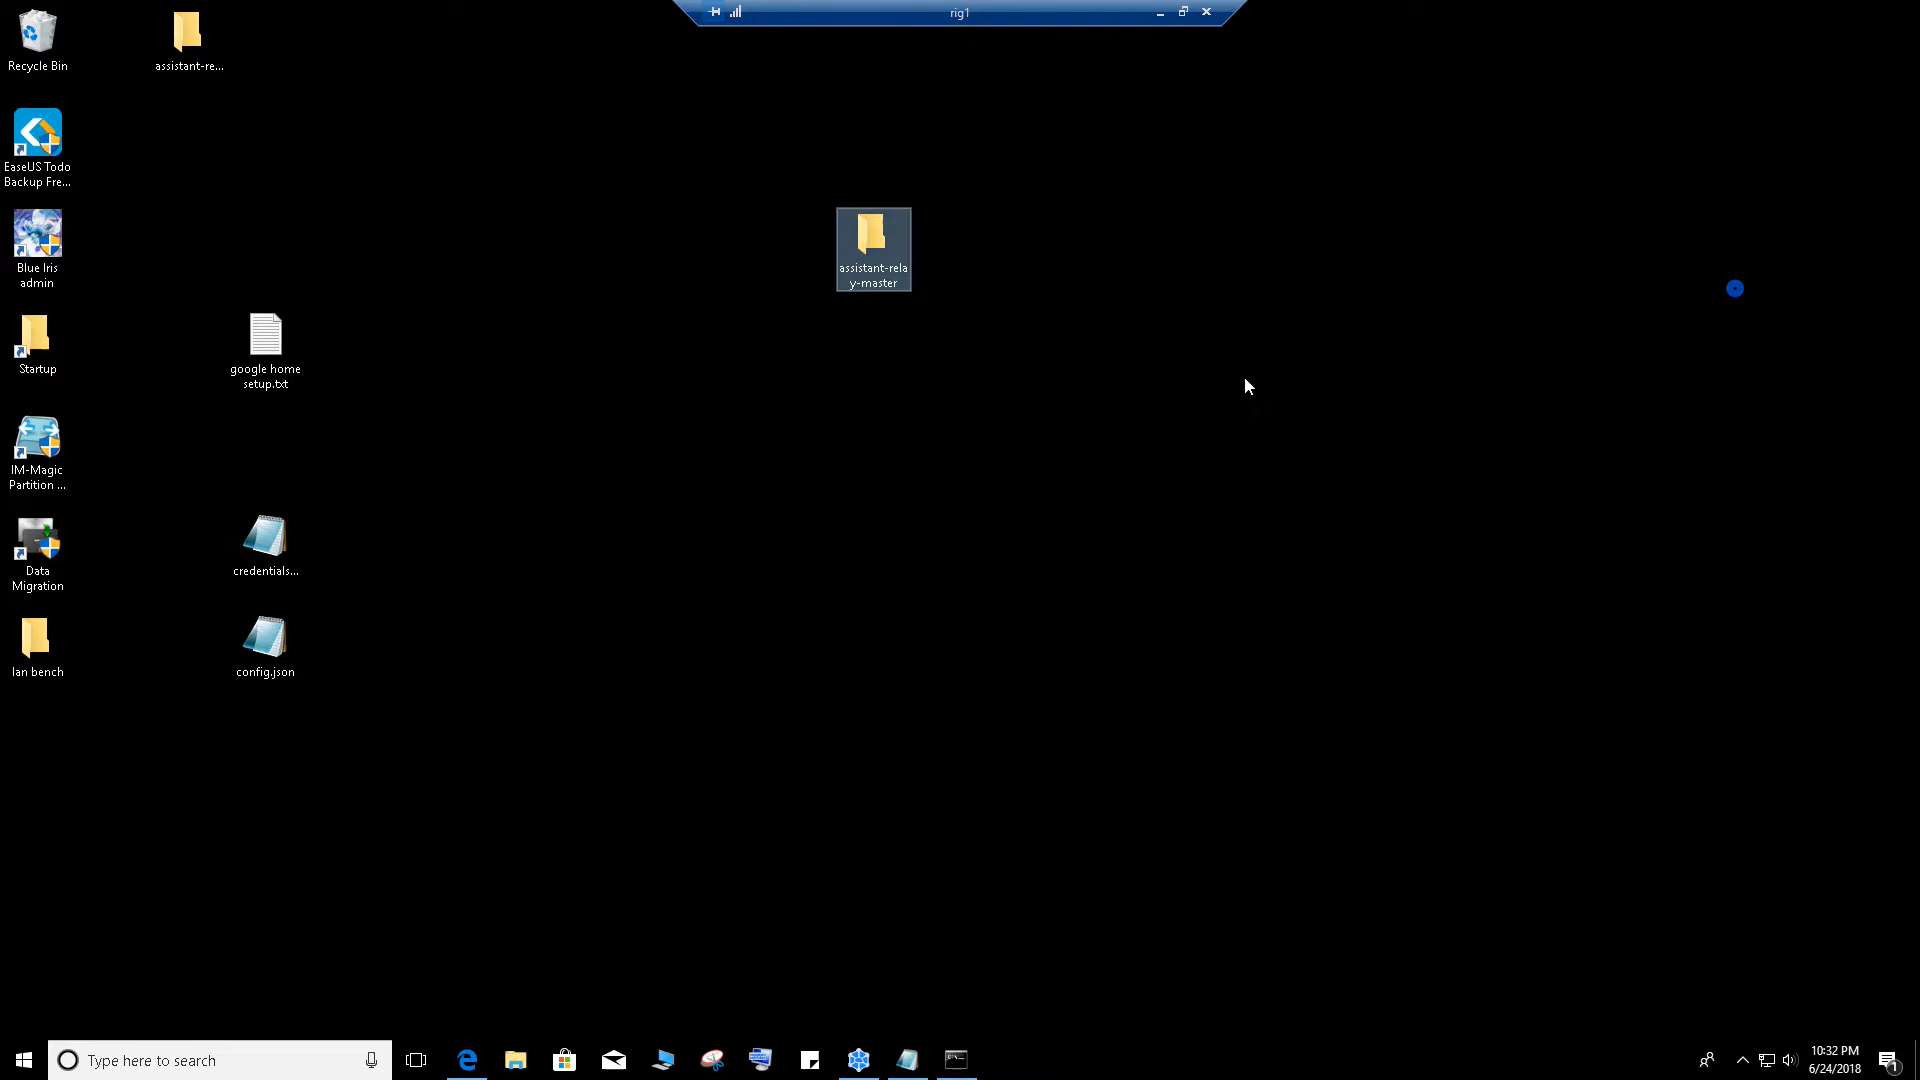 rig1
Recycle Bin
assistant-re...
EaseUS Todo
Backup Fre...
Blue Iris
admin
assistant-rela
y-master
Startup
google home
setup.txt
IM-Magic
Partition ...
Data
Migration
credentials...
lan bench
config.json
Type here to search
10:32 PM
6/24/2018
1